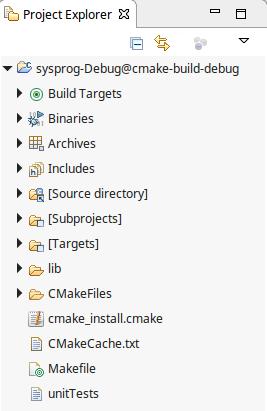 Project Explorer
sysprog-Debug@cmake-build-debug
Build Targets
Binaries
Archives
Includes
[Source directory]
[Subprojects]
[Targets]
lib
CMakeFiles
cmake_install.cmake
CMakeCache.txt
Makefile
unitTests